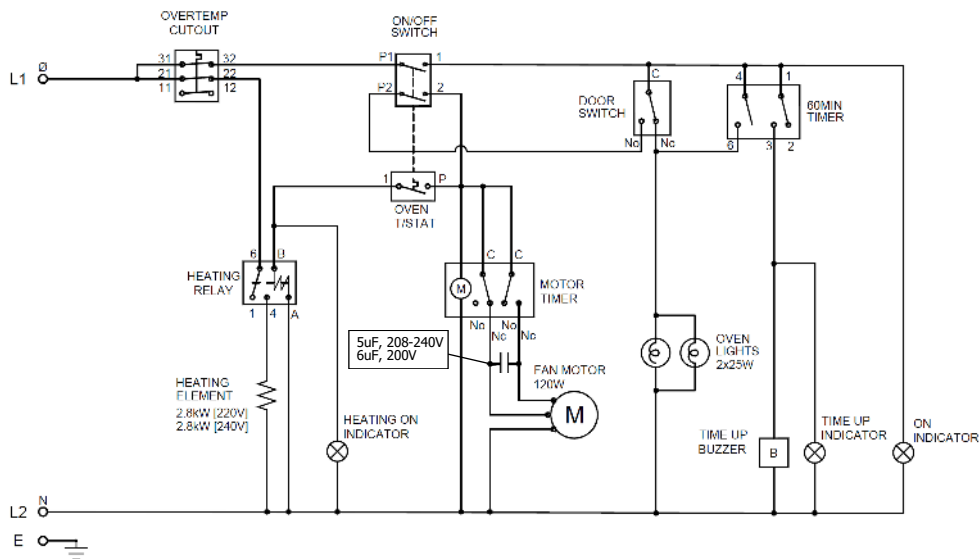 OVERTEMP
CUTOUT
ON/OFF
SWITCH
L1 Ø
31 32
21 22
11 12
P1 1
P2 2
C
DOOR
SWITCH
No Nc
4 1
60MIN
TIMER
6 3 2
1 P
OVEN
T/STAT
6 B
HEATING
RELAY
1 4 A
C C
M
MOTOR
TIMER
No No
Nc Nc
5uF, 208-240V
6uF, 200V
FAN MOTOR
120W
M
OVEN
LIGHTS
2x25W
HEATING
ELEMENT
2.8kW [220V]
2.8kW [240V]
HEATING ON
INDICATOR
TIME UP
BUZZER
B
TIME UP
INDICATOR
ON
INDICATOR
L2 N
E